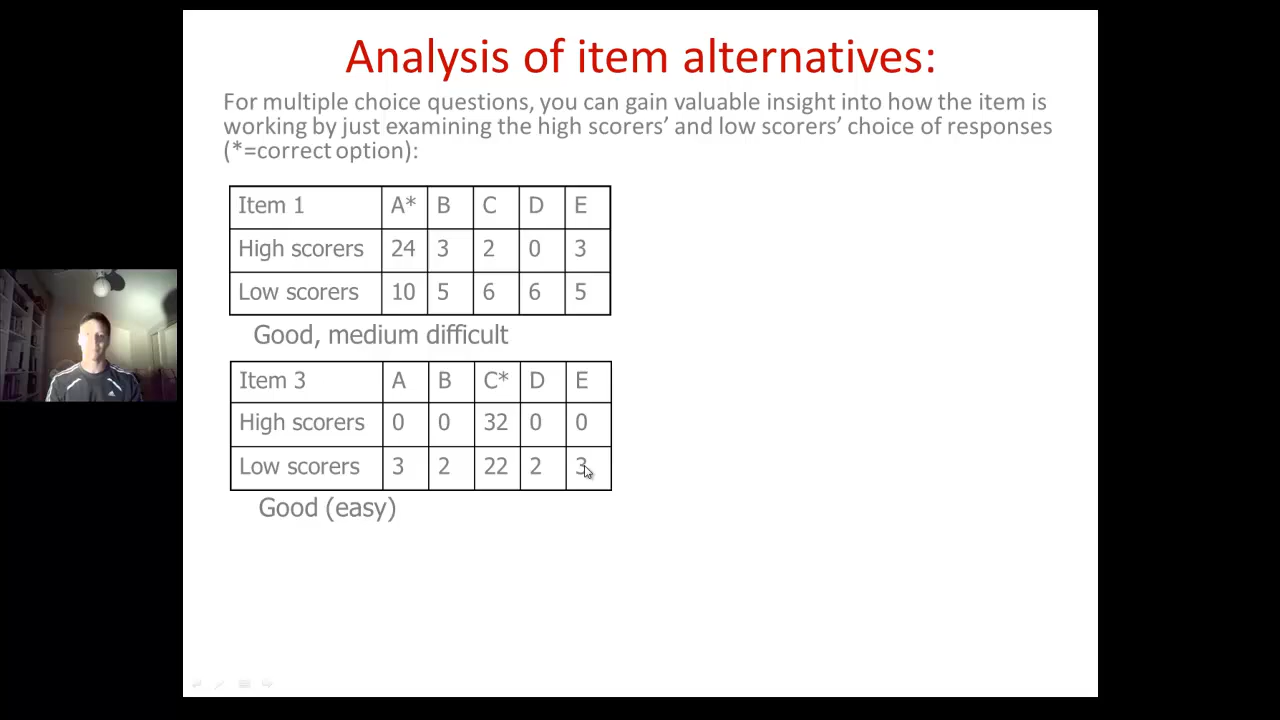 Analysis of item alternatives:
For multiple choice questions, you can gain valuable insight into how the item is
working by just examining the high scorers’ and low scorers’ choice of responses
(*=correct option):
Item 1 A* B C D E
High scorers 24 3 2 0 3
Low scorers 10 5 6 6 5
Good, medium difficult
Item 3 A B C* D E
High scorers 0 0 32 0 0
Low scorers 3 2 22 2 3
Good (easy)